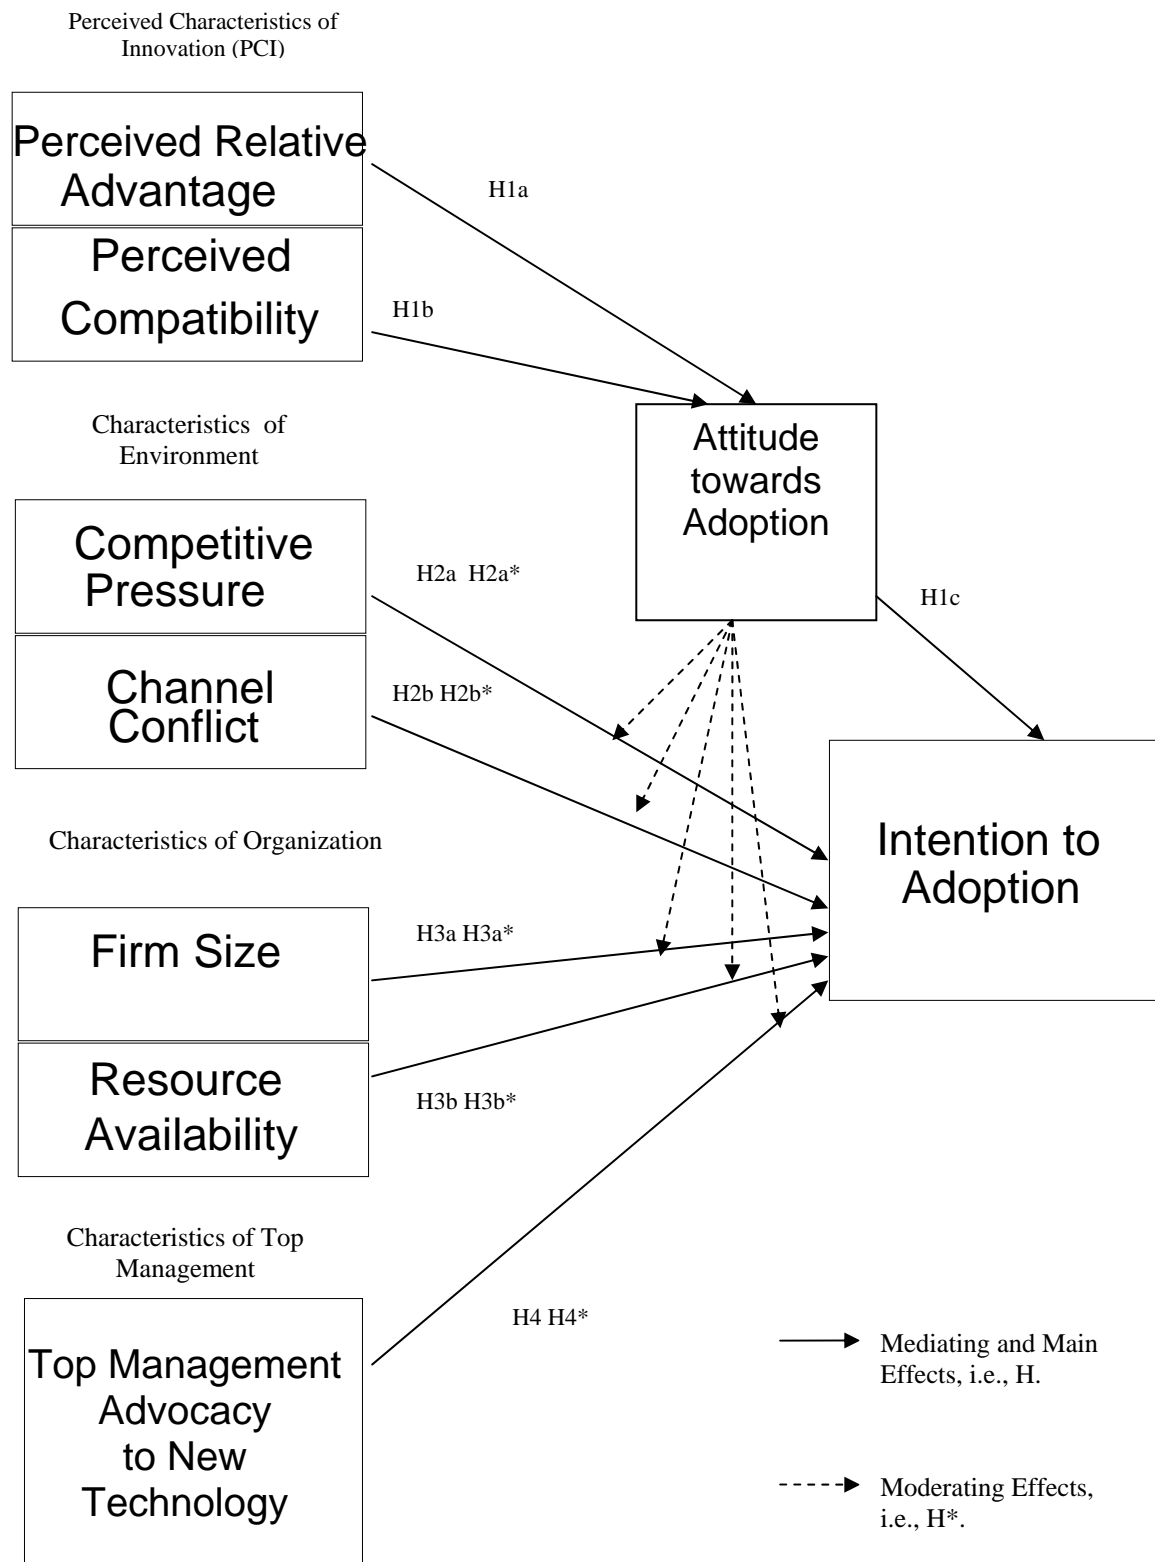 Perceived Characteristics of
Innovation (PCI)
Perceived Relative
Advantage
H1a
Perceived
Compatibility
H1b
Characteristics of
Environment
Attitude
towards
Adoption
Competitive
Pressure
H2a H2a*
H1c
Channel
Conflict
H2b H2b*
Characteristics of Organization
Intention to
Adoption
Firm Size
H3a H3a*
Resource
Availability
H3b H3b*
Characteristics of Top
Management
H4 H4*
Top Management
Advocacy
to New
Technology
Mediating and Main
Effects, i.e., H.
Moderating Effects,
i.e., H*.